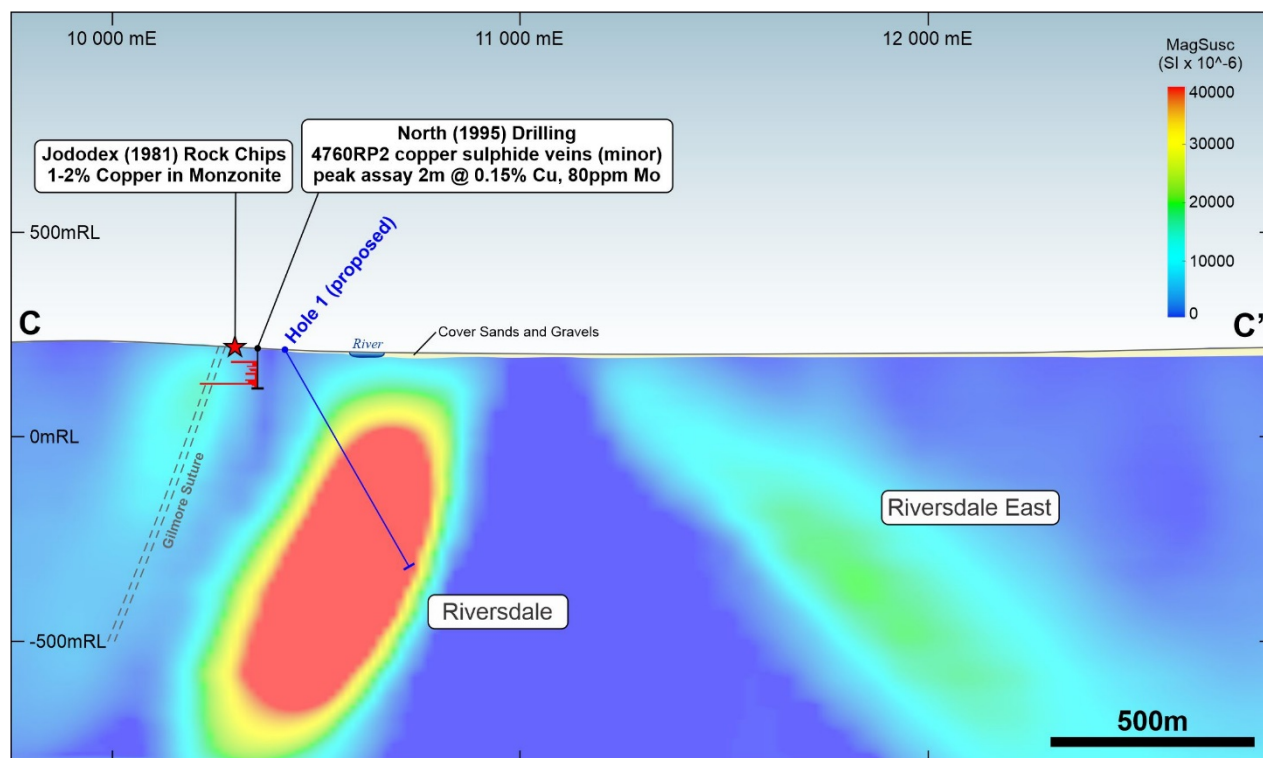 10 000 mE
11 000 mE
12 000 mE
MagSusc
(SI x 10^-6)
40000
30000
20000
10000
0
North (1995) Drilling
4760RP2 copper sulphide veins (minor)
peak assay 2m @ 0.15% Cu, 80ppm Mo
Jododex (1981) Rock Chips
1-2% Copper in Monzonite
500mRL
Hole 1 (proposed)
C
C'
River
Cover Sands and Gravels
0mRL
Gilmore Suture
Riversdale East
Riversdale
-500mRL
500m